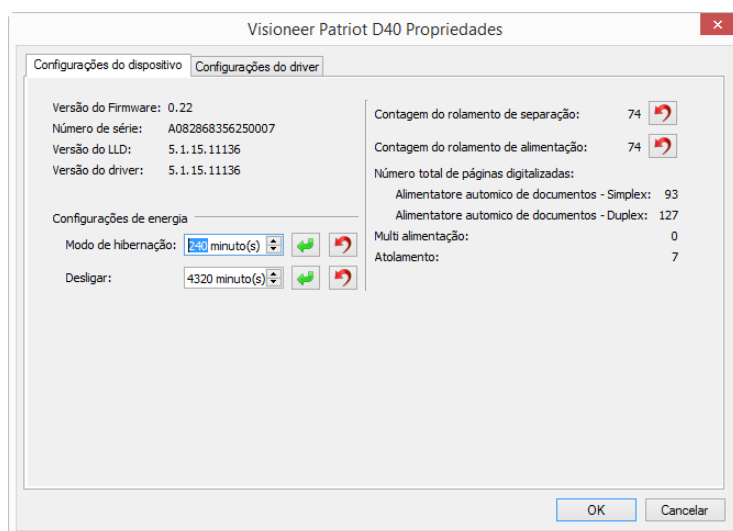 Visioneer Patriot D40 Propriedades
Configurações do dispositivo
Configurações do driver
Versão do Firmware: 0.22
Número de série: A082868356250007
Versão do LLD: 5.1.15.11136
Versão do driver: 5.1.15.11136
Configurações de energia
Modo de hibernação: 240 minuto(s)
Desligar: 4320 minuto(s)
Contagem do rolamento de separação: 74
Contagem do rolamento de alimentação: 74
Número total de páginas digitalizadas:
Alimentatore automico de documentos - Simplex: 93
Alimentatore automico de documentos - Duplex: 127
Multi alimentação: 0
Atolamento: 7
OK
Cancelar